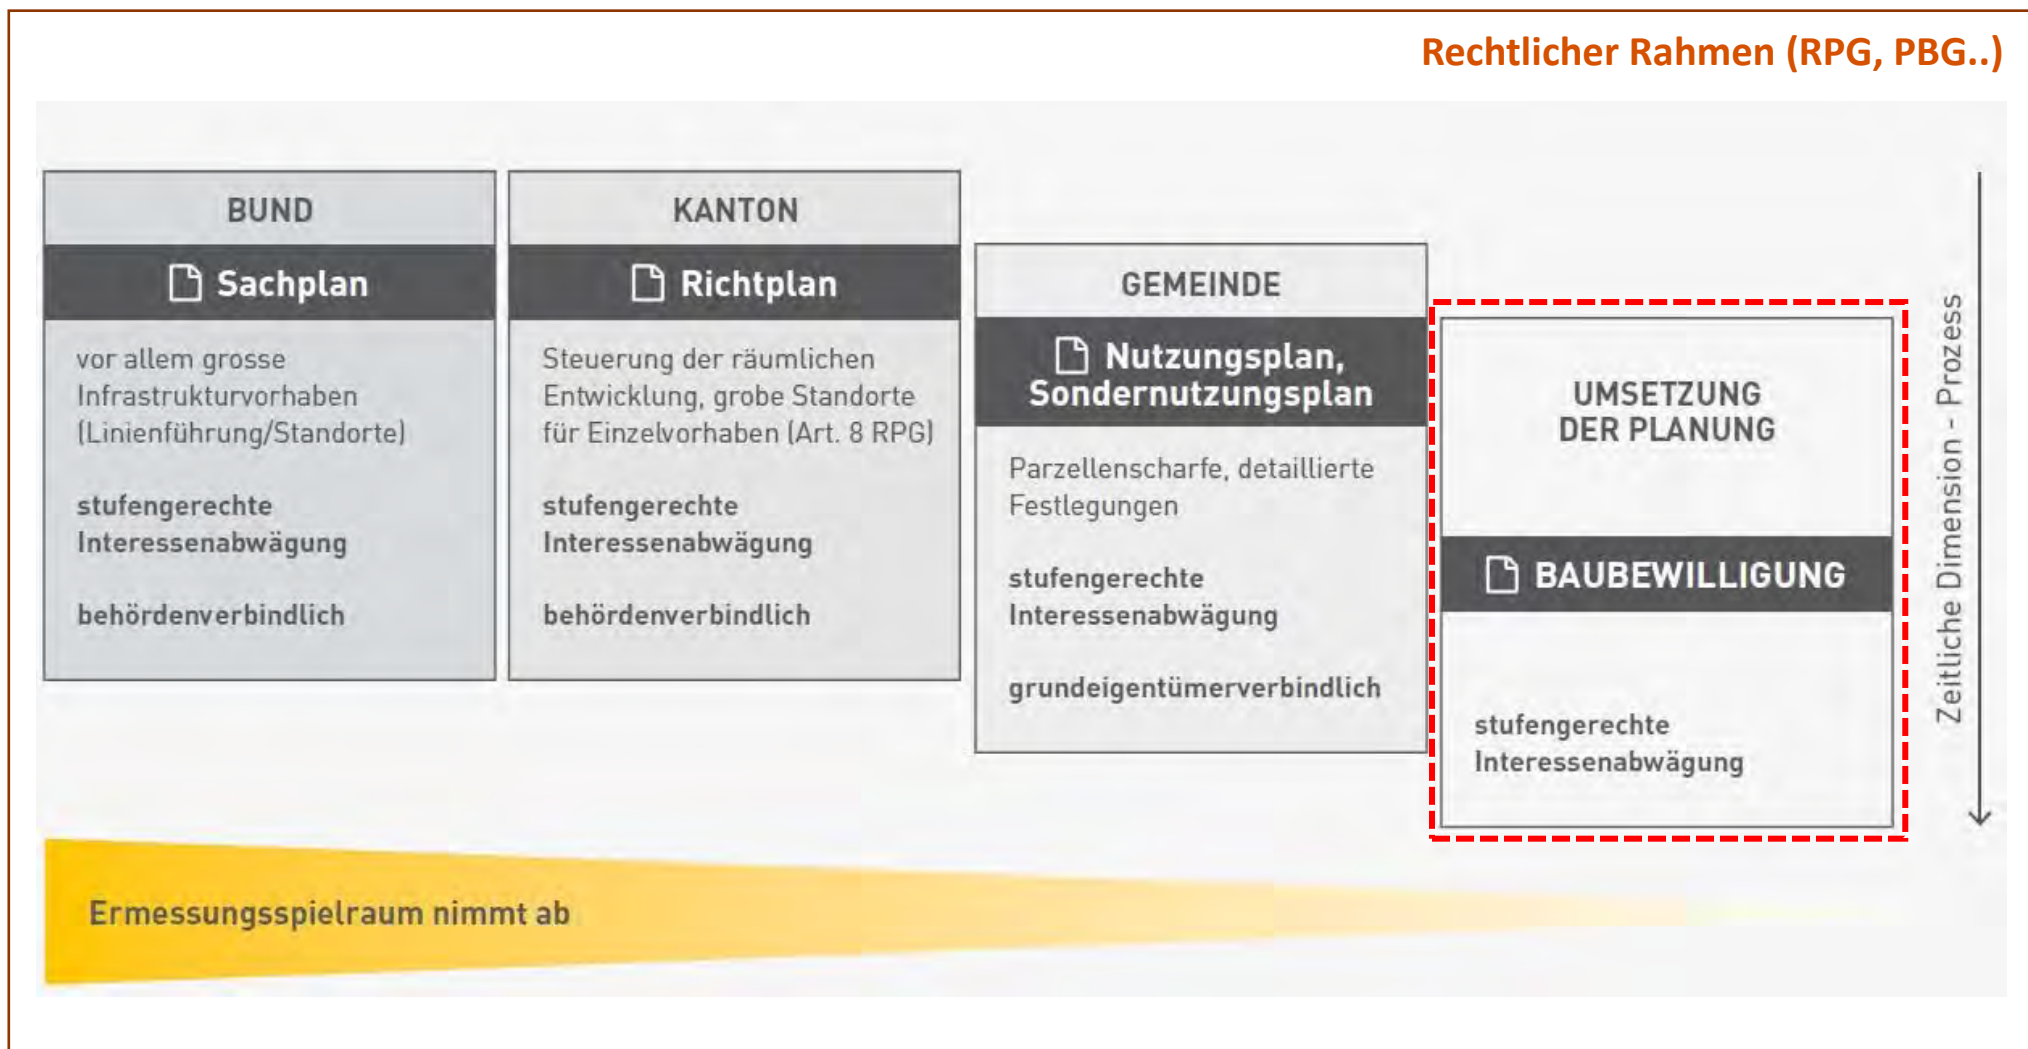 Rechtlicher Rahmen (RPG, PBG..)
BUND
Sachplan
vor allem grosse
Infrastrukturvorhaben
(Linienführung/Standorte)
stufengerechte
Interessenabwägung
behördenverbindlich
KANTON
Richtplan
Steuerung der räumlichen
Entwicklung, grobe Standorte
für Einzelvorhaben (Art. 8 RPG)
stufengerechte
Interessenabwägung
behördenverbindlich
GEMEINDE
Nutzungsplan,
Sondernutzungsplan
Parzellenscharfe, detaillierte
Festlegungen
stufengerechte
Interessenabwägung
grundeigentümerverbindlich
UMSETZUNG
DER PLANUNG
BAUBEWILLIGUNG
stufengerechte
Interessenabwägung
Zeitliche Dimension - Prozess
Ermessungsspielraum nimmt ab